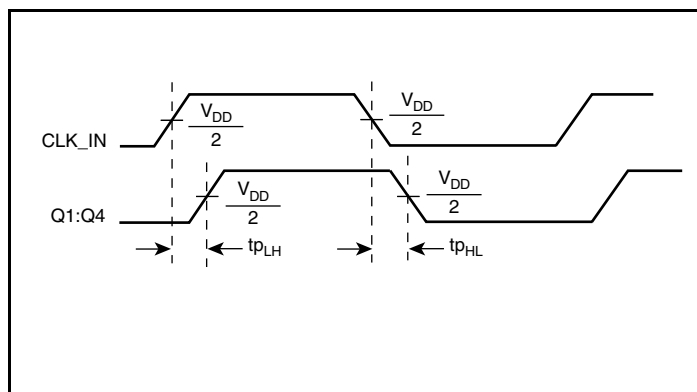 V_DD/2
V_DD/2
CLK_IN
V_DD/2
V_DD/2
Q1:Q4
tp_LH
tp_HL